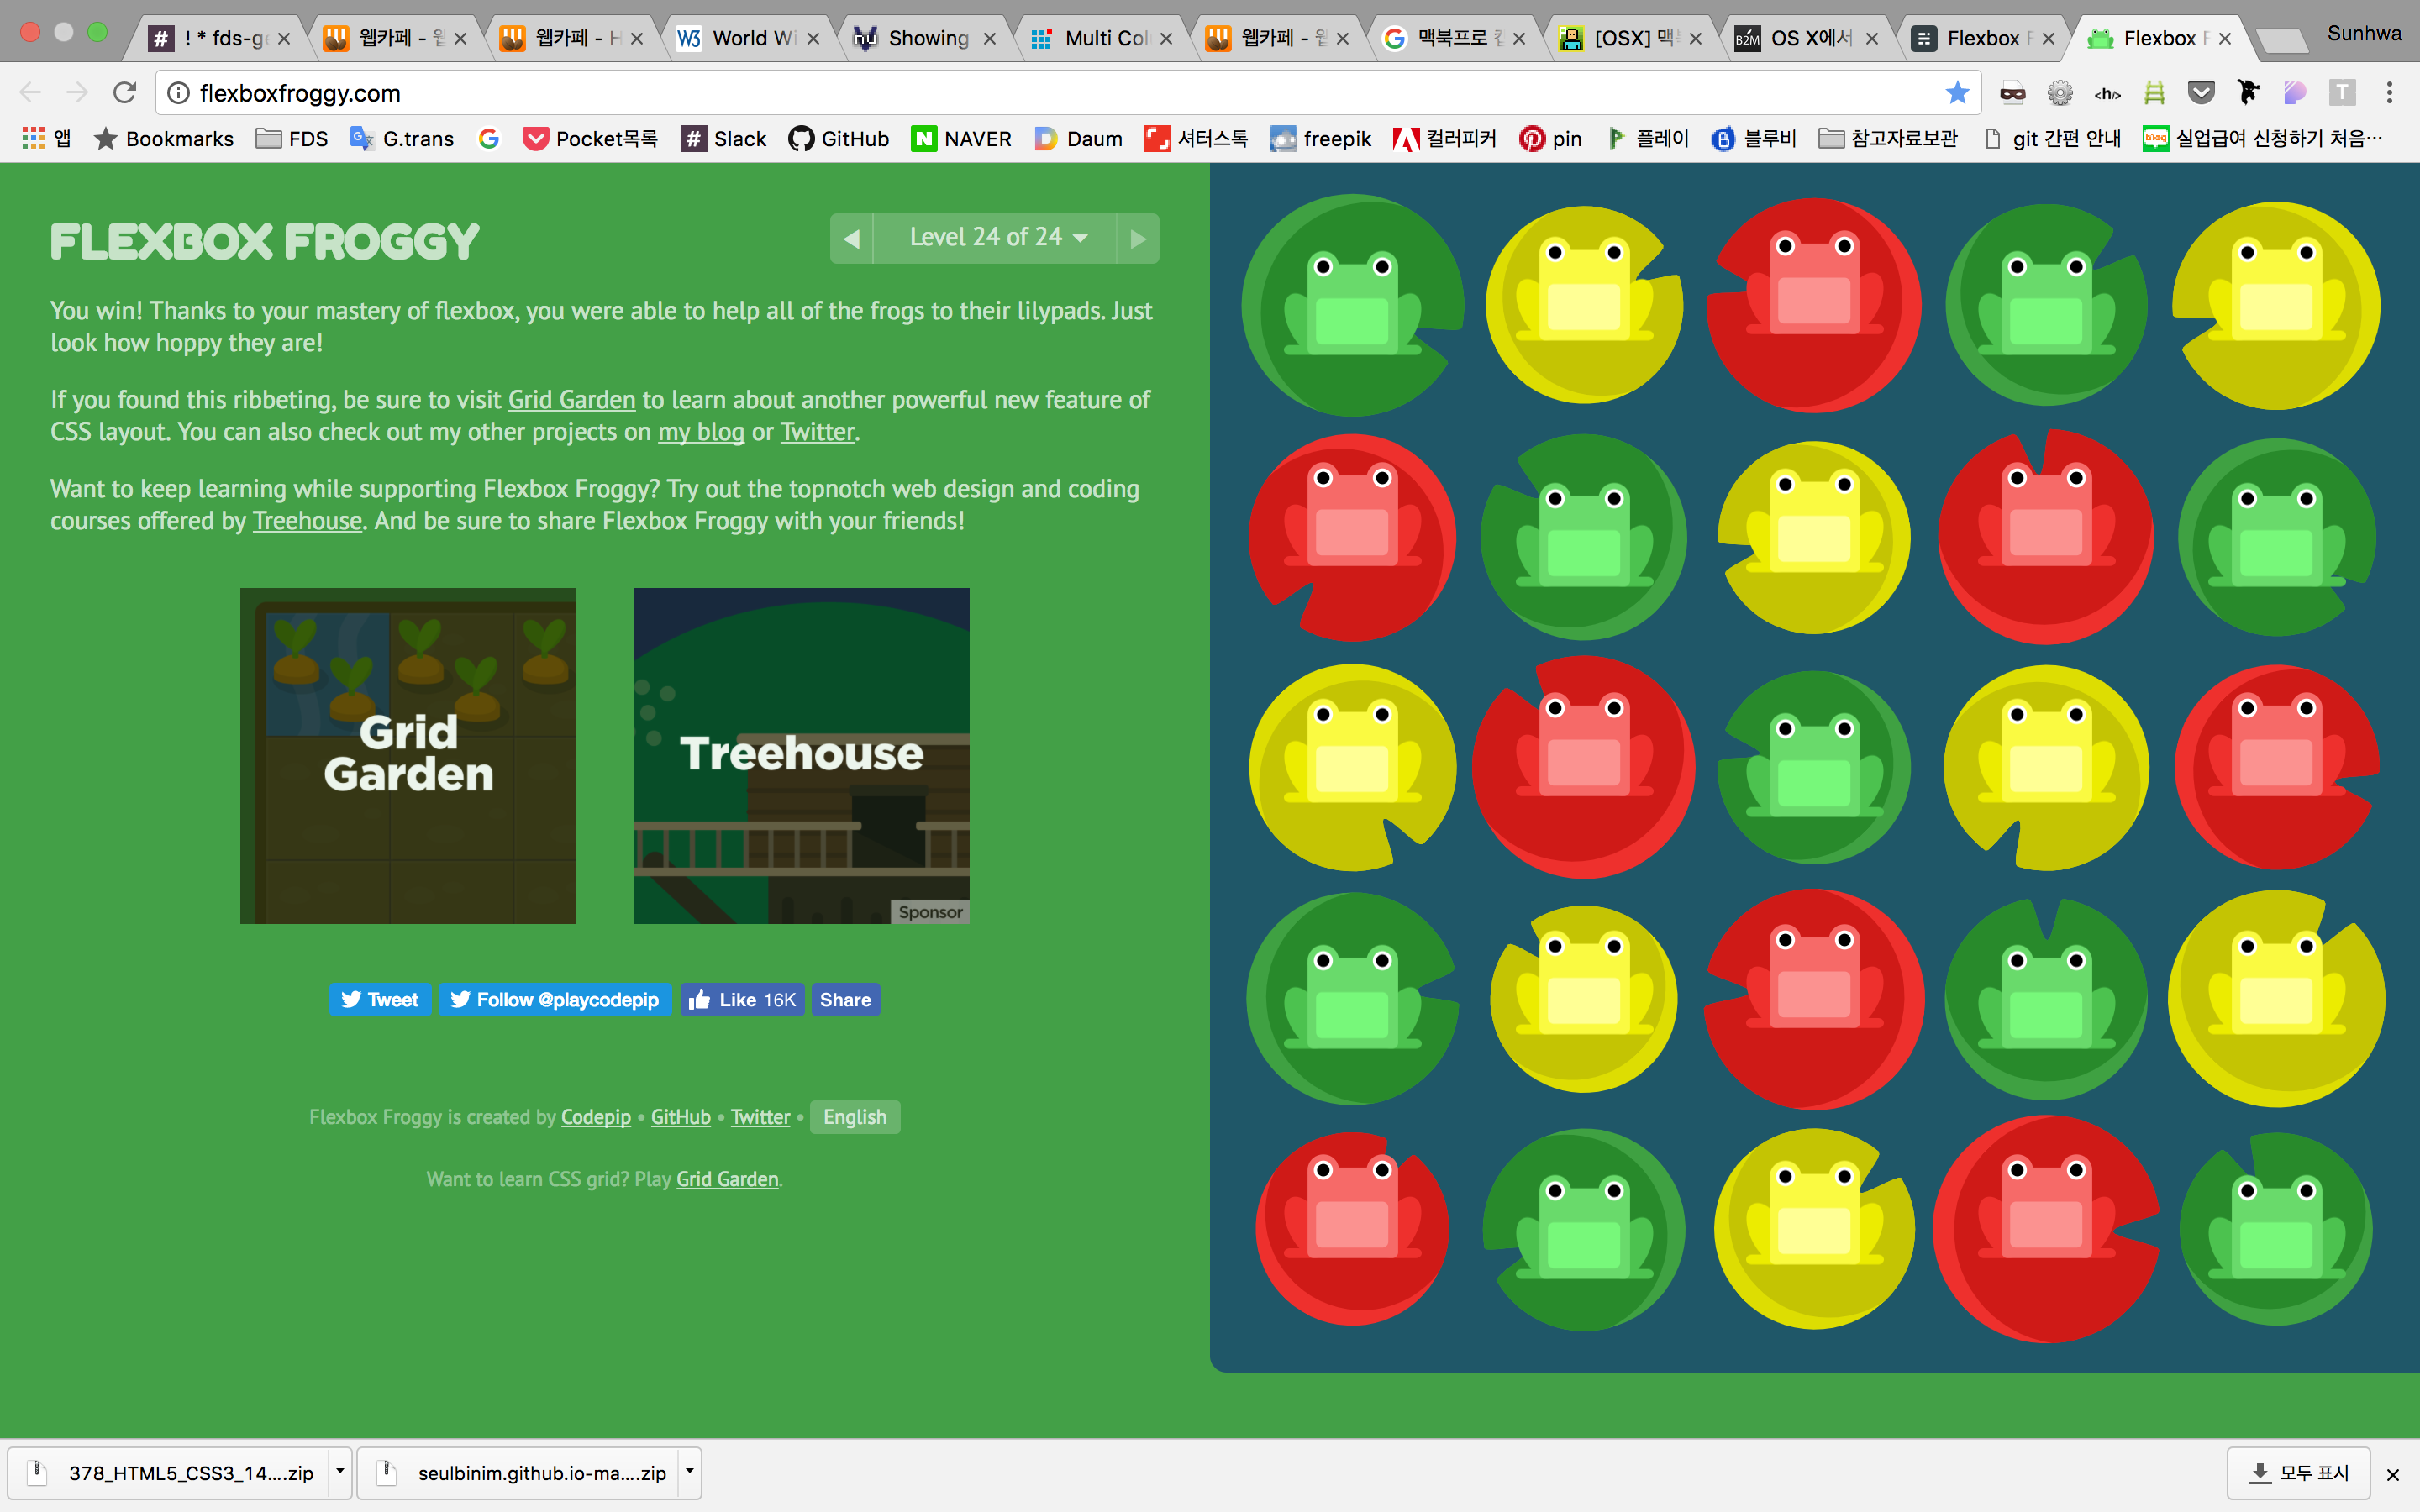 ! * fds-ge
웹카페 - 웹
웹카페 - H
World Wi
Showing
Multi Col
웹카페 - 웹
맥북프로 캡
[OSX] 맥
OS X에서
Flexbox F
Flexbox F
Sunhwa
flexboxfroggy.com
앱
Bookmarks
FDS
G.trans
Pocket목록
Slack
GitHub
NAVER
Daum
셔터스톡
freepik
컬러피커
pin
플레이
블루비
참고자료보관
git 간편 안내
실업급여 신청하기 처음…
FLEXBOX FROGGY
Level 24 of 24
You win! Thanks to your mastery of flexbox, you were able to help all of the frogs to their lilypads. Just
look how hoppy they are!
If you found this ribbeting, be sure to visit Grid Garden to learn about another powerful new feature of
CSS layout. You can also check out my other projects on my blog or Twitter.
Want to keep learning while supporting Flexbox Froggy? Try out the topnotch web design and coding
courses offered by Treehouse. And be sure to share Flexbox Froggy with your friends!
Grid
Garden
Treehouse
Sponsor
Tweet
Follow @playcodepip
Like 16K
Share
Flexbox Froggy is created by Codepip • GitHub • Twitter • English
Want to learn CSS grid? Play Grid Garden.
378_HTML5_CSS3_14....zip
seulbinim.github.io-ma....zip
모두 표시